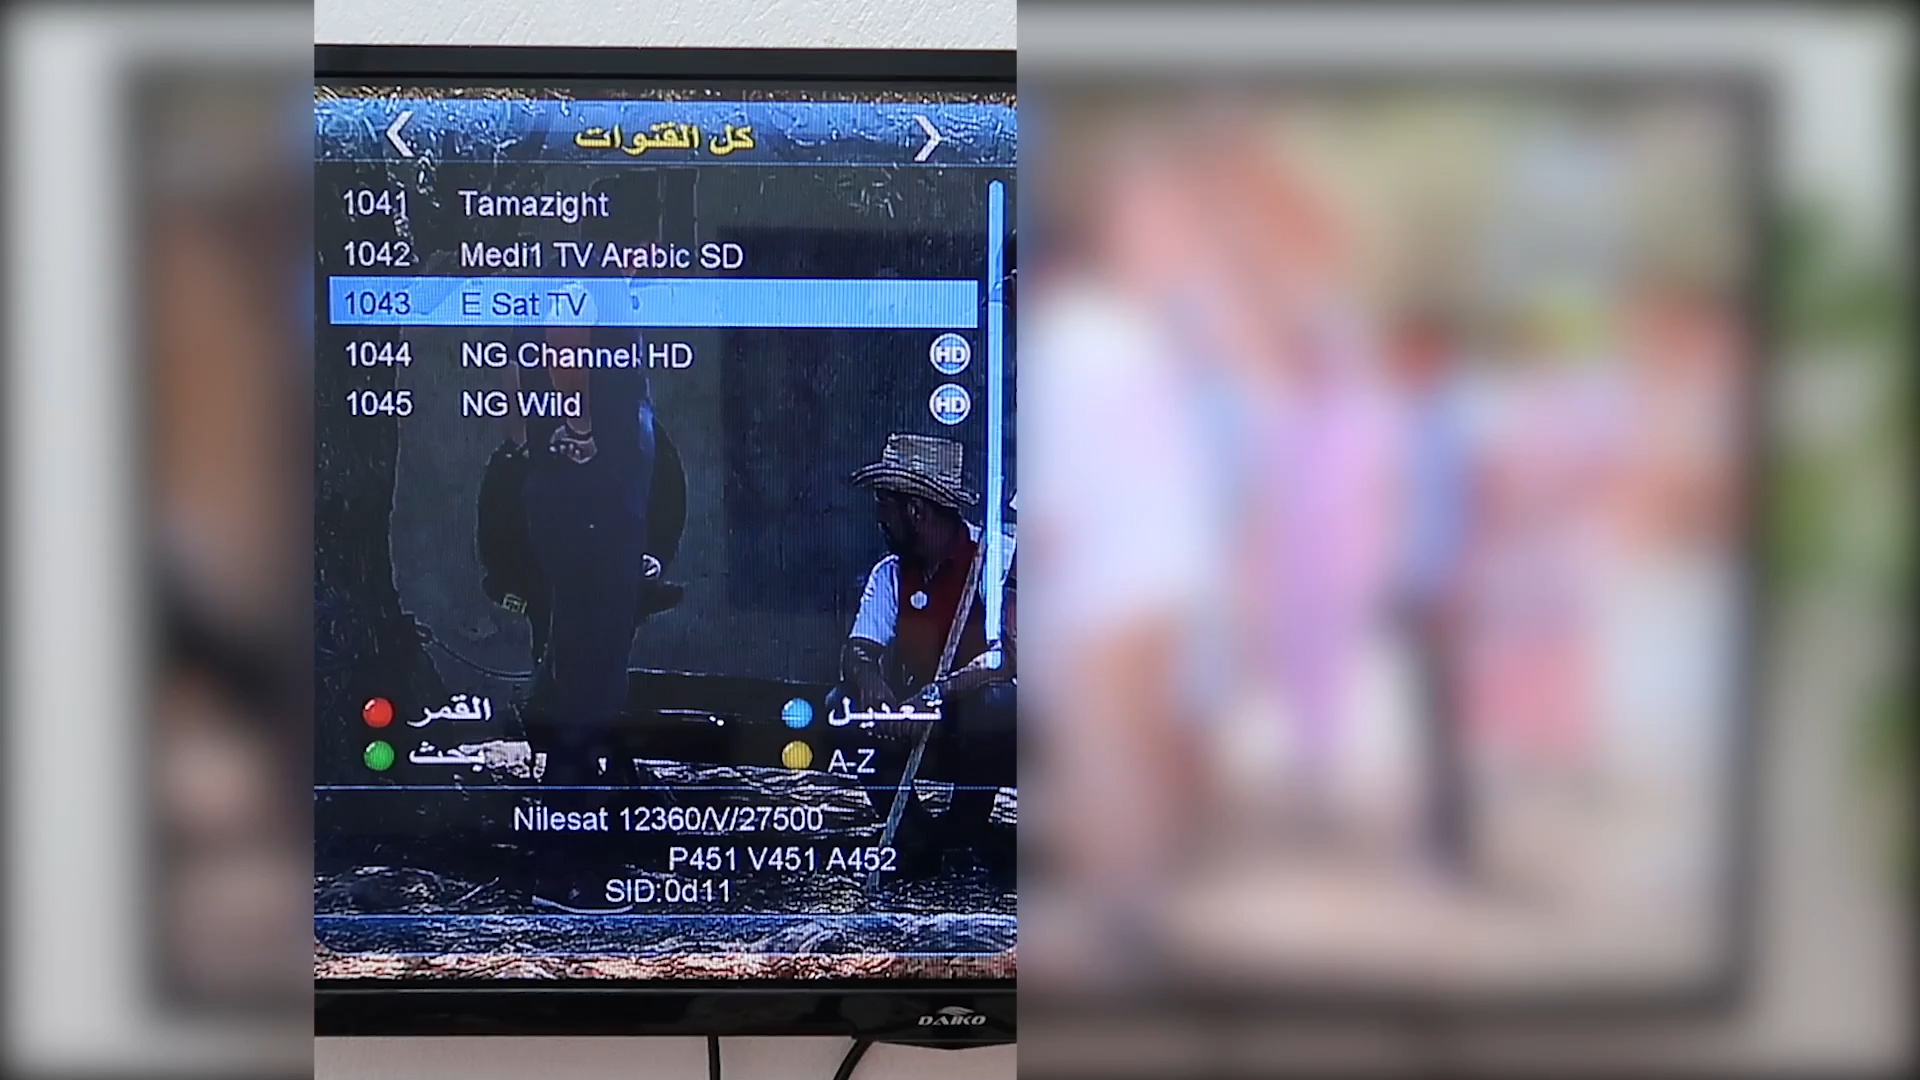 كل القنوات
1041 Tamazight
1042 Medi1 TV Arabic SD
1043 E Sat TV
1044 NG Channel HD HD
1045 NG Wild HD
القمر تعديل
بحث A-Z
Nilesat 12360/V/27500
P451 V451 A452
SID:0d11
DAIKO